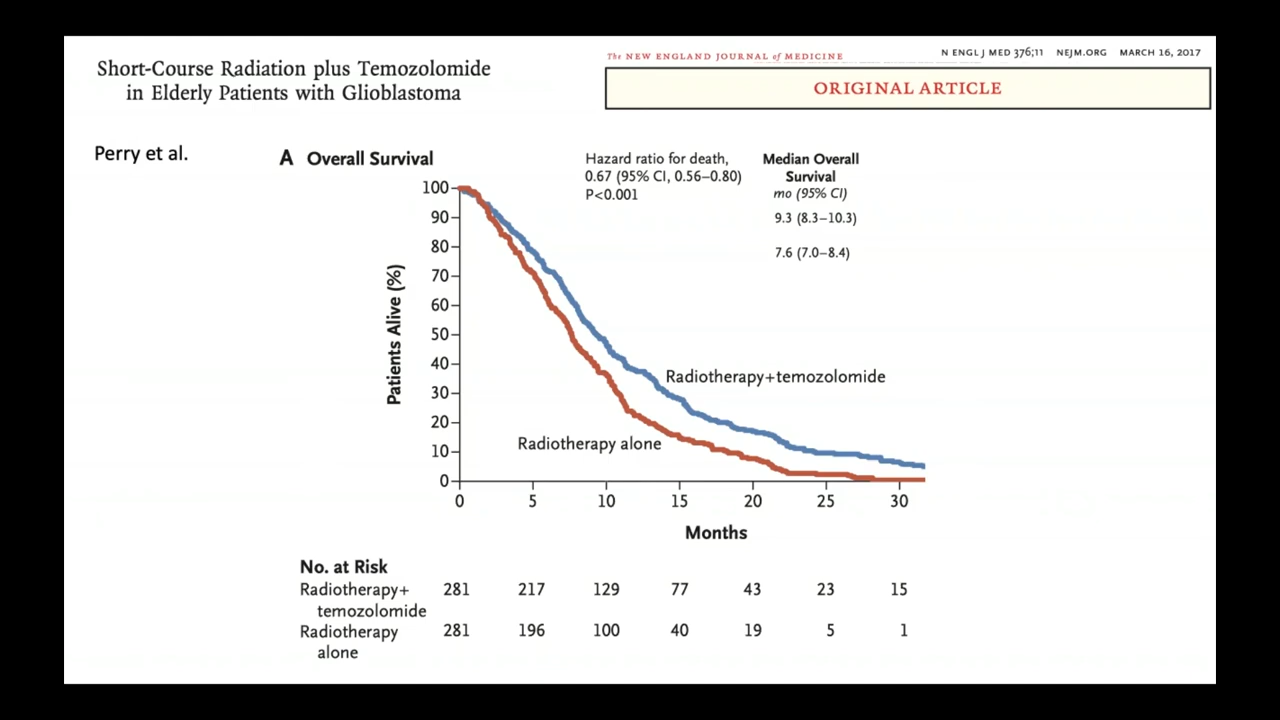 Short-Course Radiation plus Temozolomide
in Elderly Patients with Glioblastoma
The NEW ENGLAND JOURNAL of MEDICINE
N ENGL J MED 376;11 NEJM.ORG MARCH 16, 2017
ORIGINAL ARTICLE
Perry et al.
A Overall Survival
Hazard ratio for death,
0.67 (95% CI, 0.56–0.80)
P<0.001
Median Overall
Survival
mo (95% CI)
9.3 (8.3–10.3)
7.6 (7.0–8.4)
Patients Alive (%)
100
90
80
70
60
50
40
30
20
10
0
Radiotherapy+temozolomide
Radiotherapy alone
0 5 10 15 20 25 30
Months
No. at Risk
Radiotherapy+ 281 217 129 77 43 23 15
temozolomide
Radiotherapy 281 196 100 40 19 5 1
alone